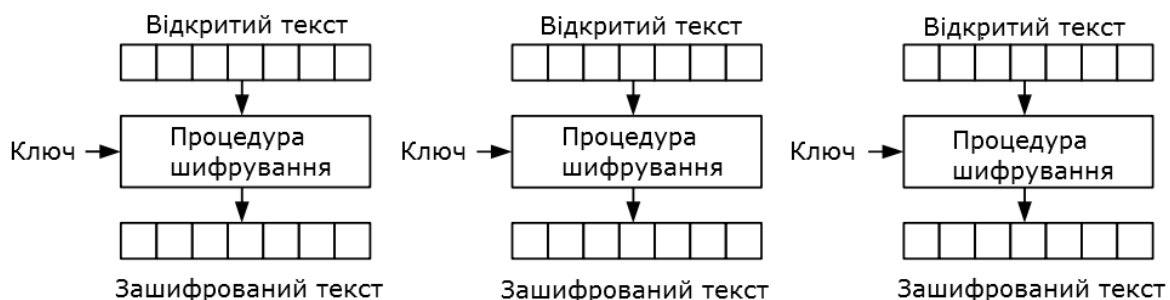 Відкритий текст
Відкритий текст
Відкритий текст
Ключ
Процедура
шифрування
Ключ
Процедура
шифрування
Ключ
Процедура
шифрування
Зашифрований текст
Зашифрований текст
Зашифрований текст